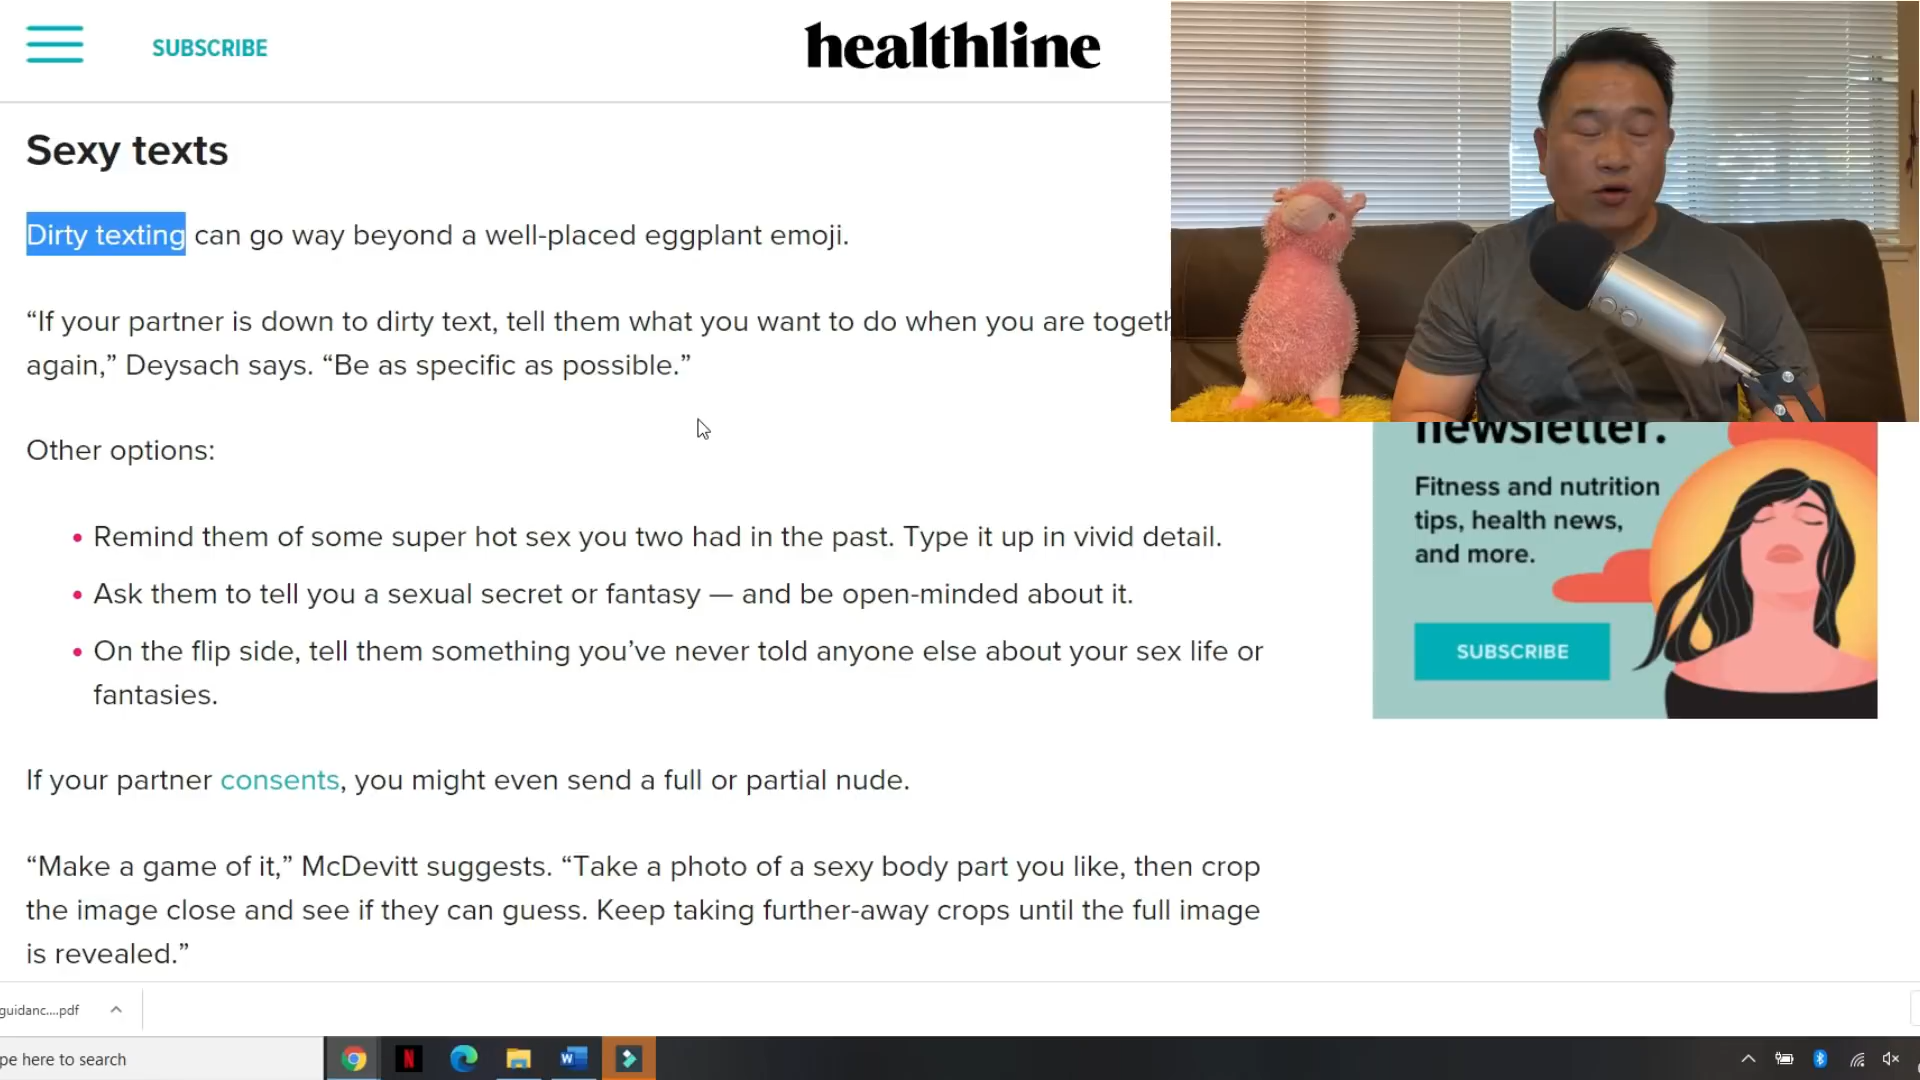 SUBSCRIBE
healthline
Sexy texts
Dirty texting can go way beyond a well-placed eggplant emoji.
“If your partner is down to dirty text, tell them what you want to do when you are togeth
again,” Deysach says. “Be as specific as possible.”
Other options:
• Remind them of some super hot sex you two had in the past. Type it up in vivid detail.
• Ask them to tell you a sexual secret or fantasy — and be open-minded about it.
• On the flip side, tell them something you’ve never told anyone else about your sex life or
fantasies.
If your partner consents, you might even send a full or partial nude.
“Make a game of it,” McDevitt suggests. “Take a photo of a sexy body part you like, then crop
the image close and see if they can guess. Keep taking further-away crops until the full image
is revealed.”
newsletter.
Fitness and nutrition
tips, health news,
and more.
SUBSCRIBE
guidanc....pdf
pe here to search
N
W